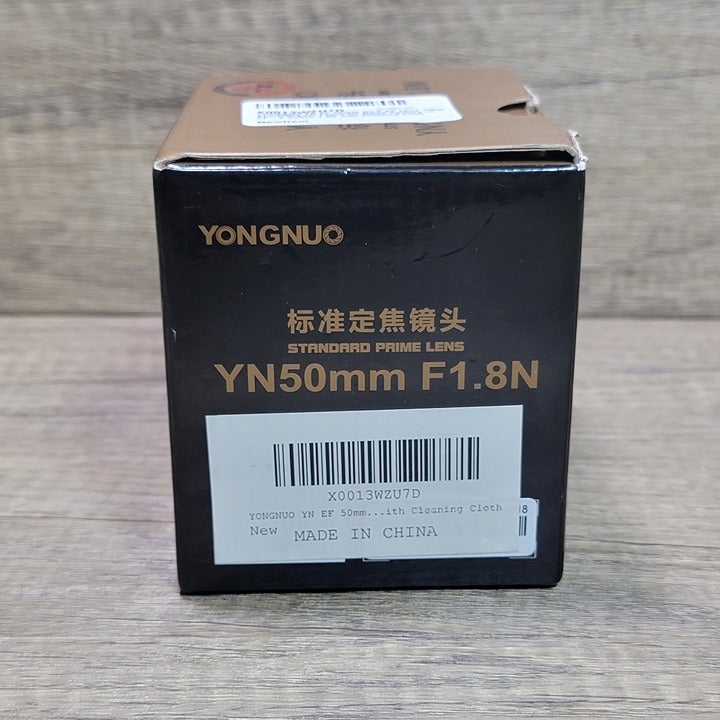 YONGNUO
标准定焦镜头
STANDARD PRIME LENS
YN50mm F1.8N
X0013WZU7D
YONGNUO YN EF 50mm...ith Cleaning Cloth
New
MADE IN CHINA